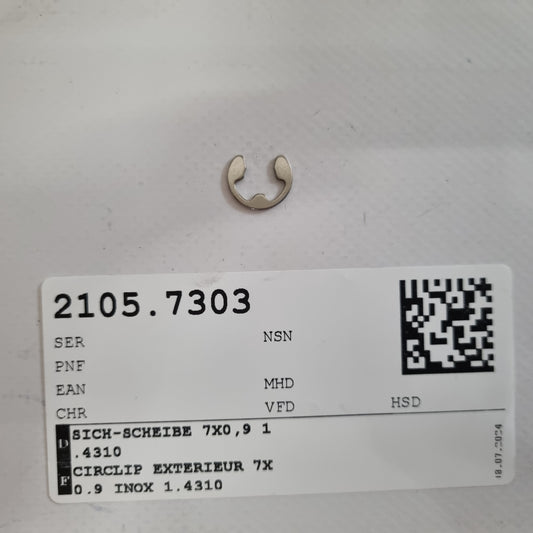 2105.7303
SER NSN
PNF
EAN MHD
CHR VFD HSD
D SICH-SCHEIBE 7X0,9 1
.4310
F CIRCLIP EXTERIEUR 7X
0.9 INOX 1.4310
18.07.2024